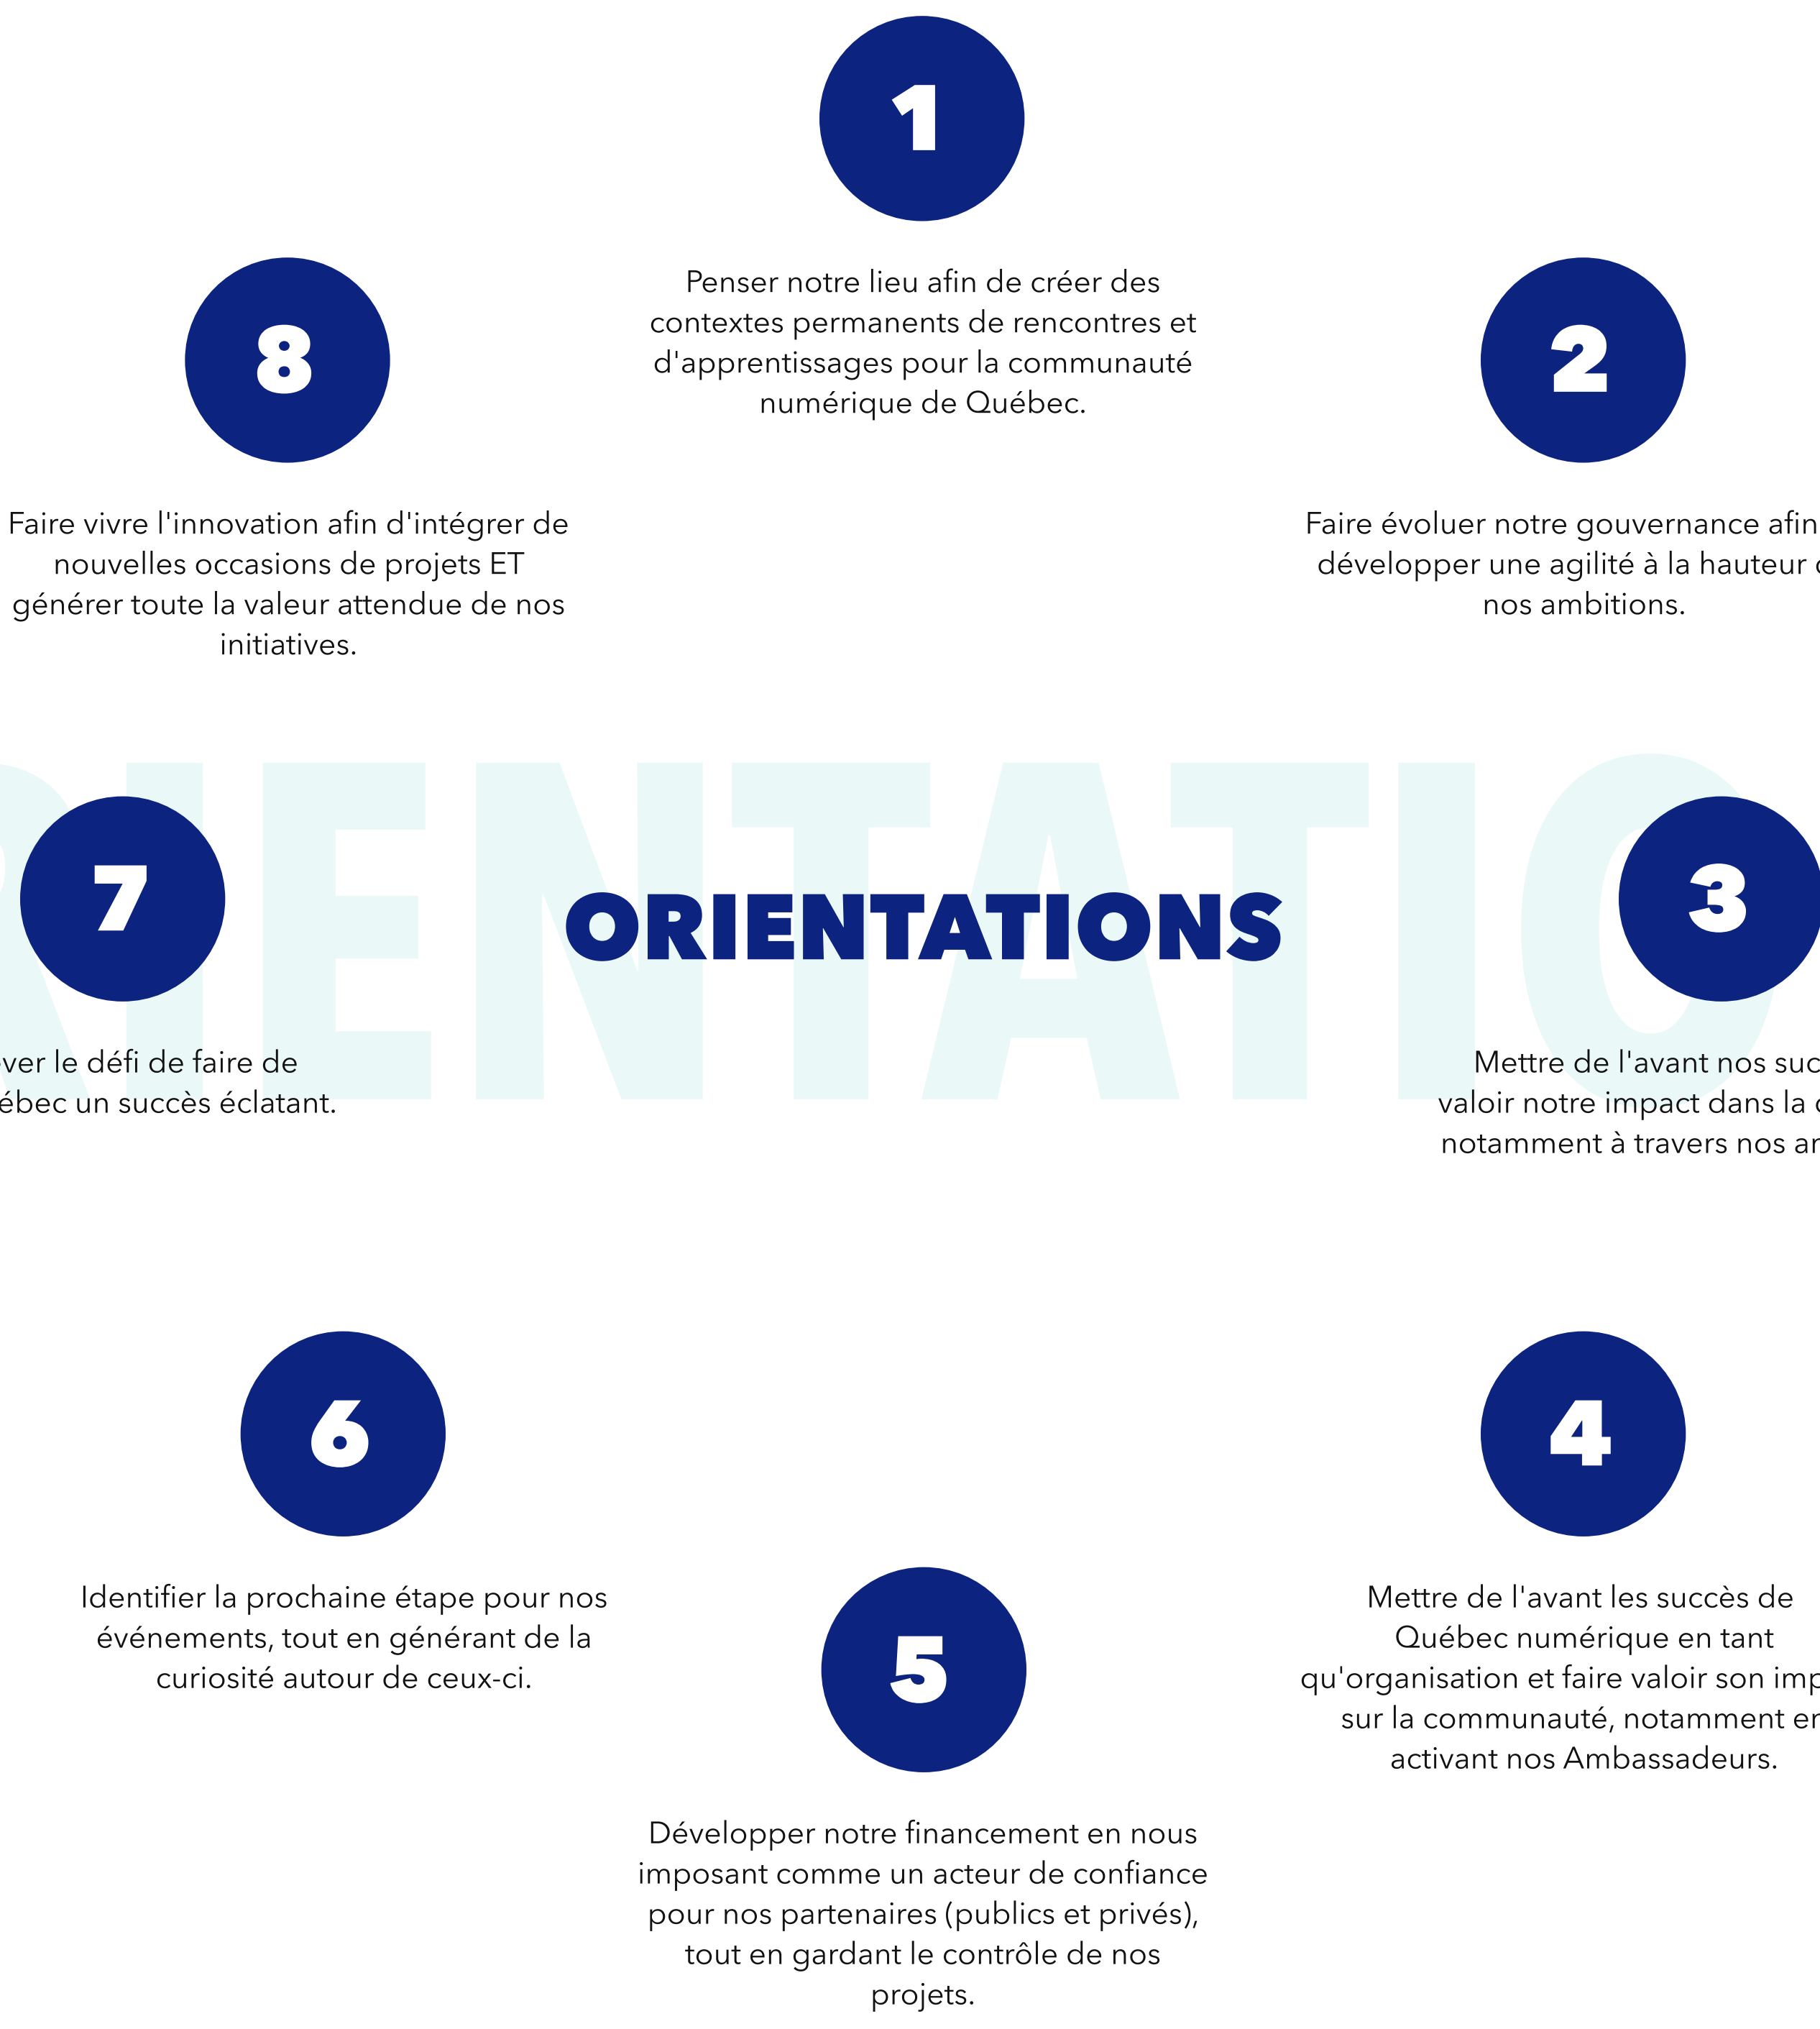 1
Penser notre lieu afin de créer des
contextes permanents de rencontres et
d'apprentissages pour la communauté
numérique de Québec.
2
Faire évoluer notre gouvernance afin
développer une agilité à la hauteur
nos ambitions.
3
Mettre de l'avant nos
valoir notre impact dans la
notamment à travers nos
4
Mettre de l'avant les succès de
Québec numérique en tant
qu'organisation et faire valoir son
sur la communauté, notamment
activant nos Ambassadeurs.
5
Développer notre financement en nous
imposant comme un acteur de confiance
pour nos partenaires (publics et privés),
tout en gardant le contrôle de nos
projets.
6
Identifier la prochaine étape pour nos
événements, tout en générant de la
curiosité autour de ceux-ci.
7
le défi de faire de
un succès éclatant.
8
Faire vivre l'innovation afin d'intégrer de
nouvelles occasions de projets ET
générer toute la valeur attendue de nos
initiatives.
ORIENTATIONS